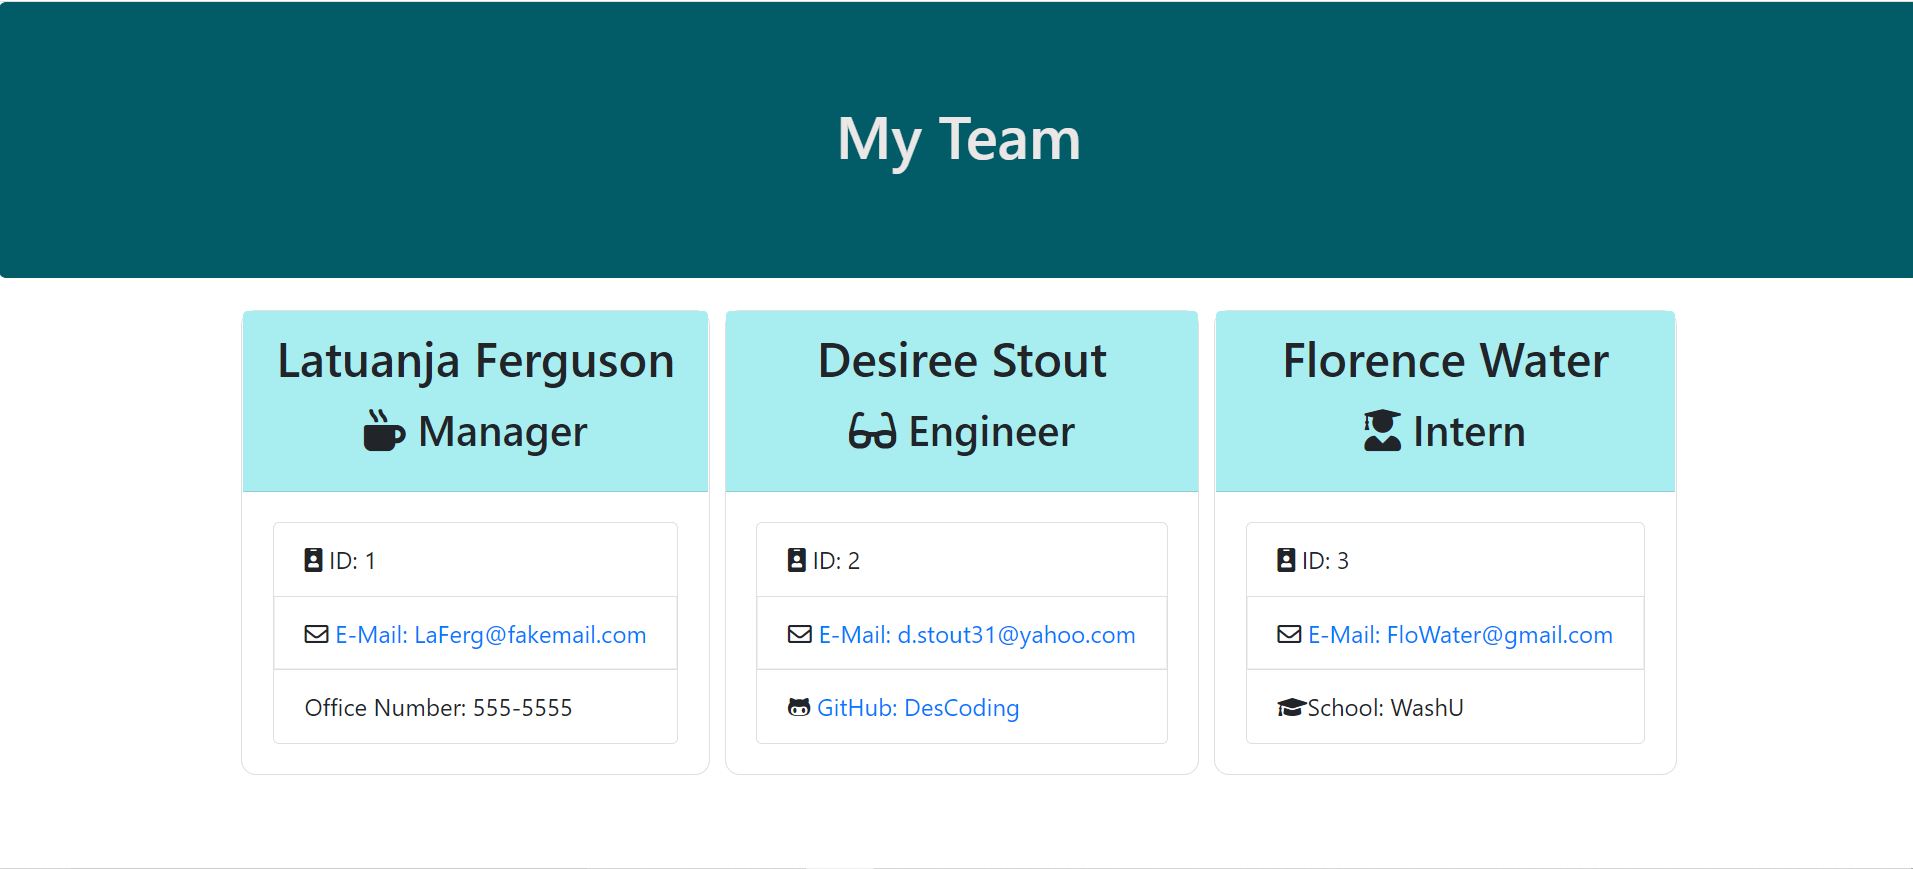 My Team
Latuanja Ferguson
Manager
ID: 1
E-Mail: LaFerg@fakemail.com
Office Number: 555-5555
Desiree Stout
Engineer
ID: 2
E-Mail: d.stout31@yahoo.com
GitHub: DesCoding
Florence Water
Intern
ID: 3
E-Mail: FloWater@gmail.com
School: WashU